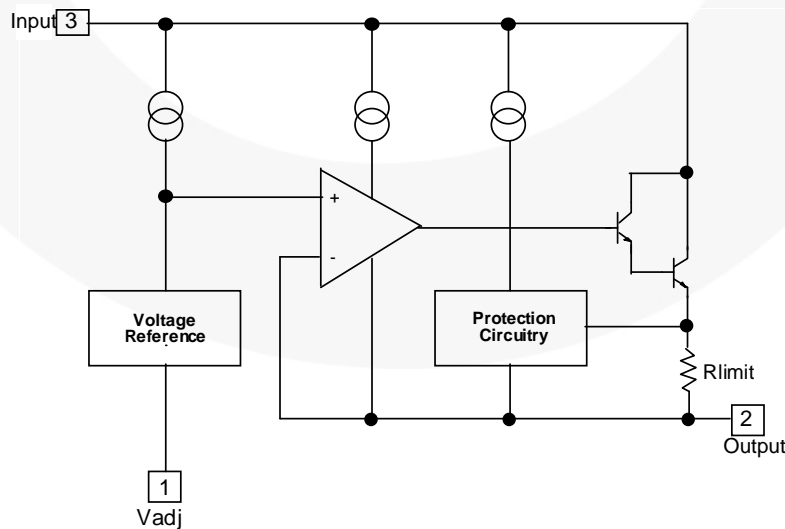 Input 3
+
-
Voltage
Reference
Protection
Circuitry
Rlimit
2
Output
1
Vadj